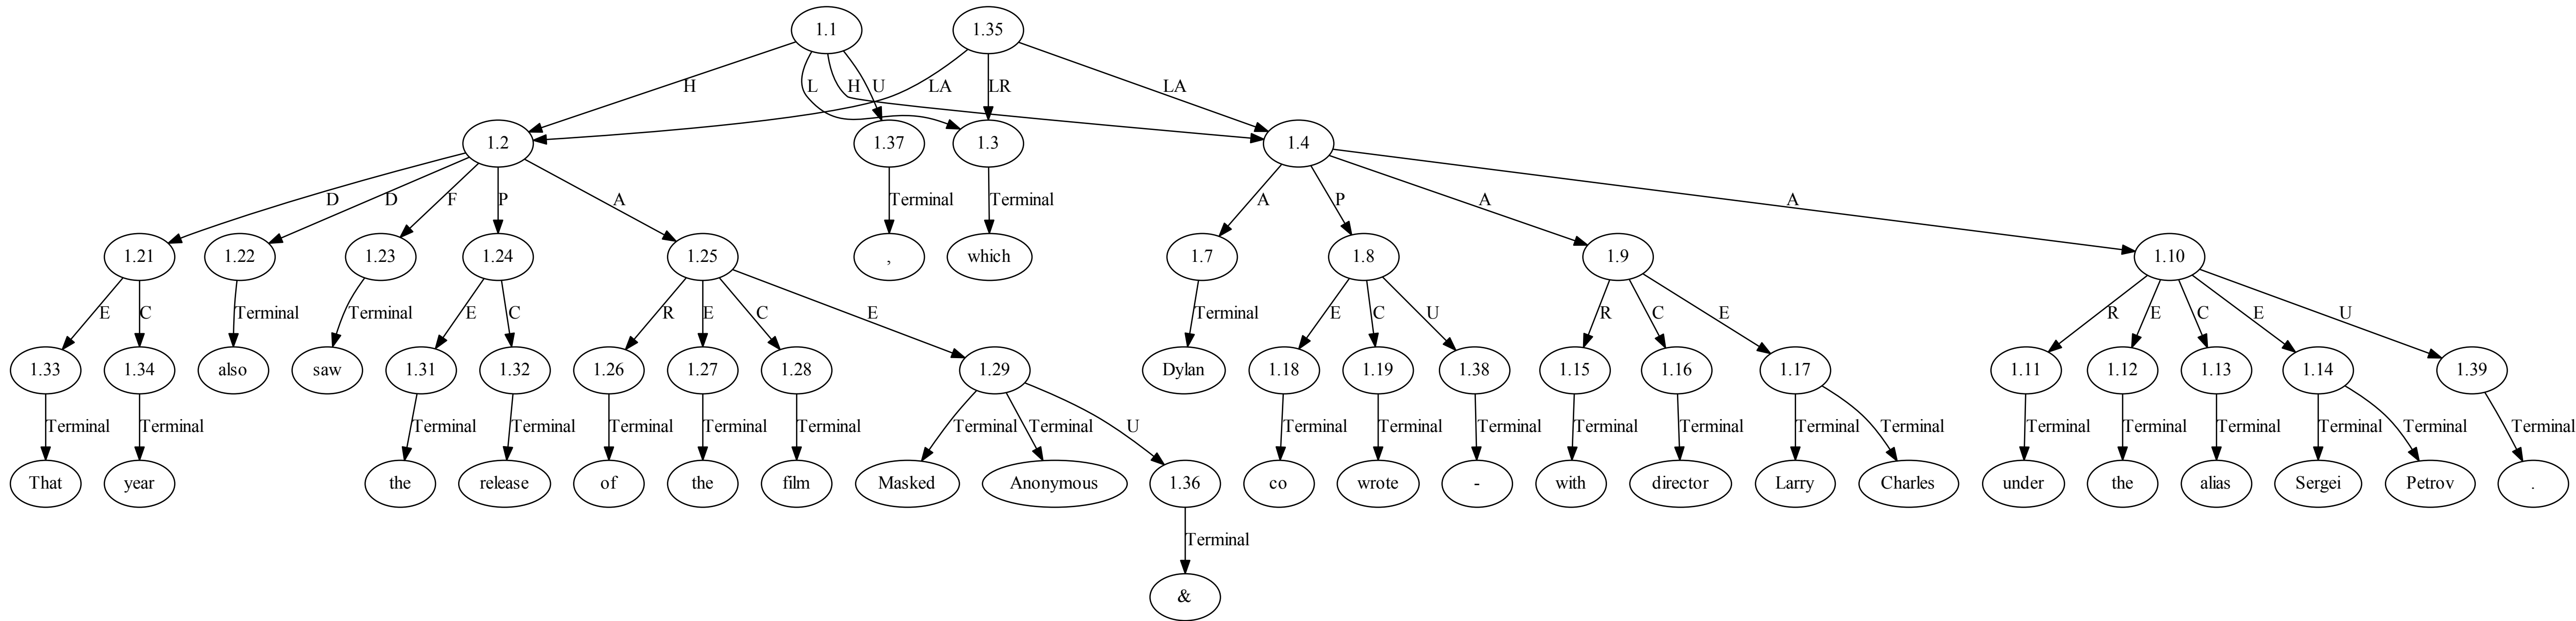 1.1 1.35
H L H U LA LR LA
1.2 1.37 1.3 1.4
D D F P A Terminal Terminal A P A A
1.21 1.22 1.23 1.24 1.25 , which 1.7 1.8 1.9 1.10
E C Terminal Terminal E C R E C E Terminal E C U R C E R E C E U
1.33 1.34 also saw 1.31 1.32 1.26 1.27 1.28 1.29 Dylan 1.18 1.19 1.38 1.15 1.16 1.17 1.11 1.12 1.13 1.14 1.39
Terminal Terminal Terminal Terminal Terminal Terminal Terminal Terminal Terminal U Terminal Terminal Terminal Terminal Terminal Terminal Terminal Terminal Terminal Terminal Terminal Terminal Terminal
That year the release of the film Masked Anonymous 1.36 co wrote - with director Larry Charles under the alias Sergei Petrov .
Terminal
&